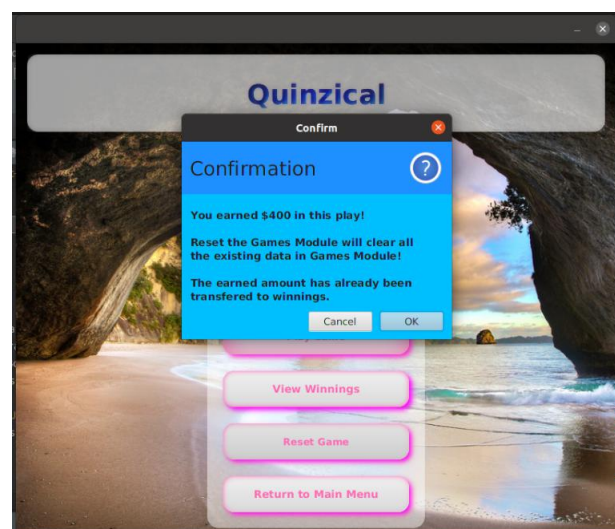 Quinzical
Confirm
Confirmation
?
You earned $400 in this play!
Reset the Games Module will clear all
the existing data in Games Module!
The earned amount has already been
transfered to winnings.
Cancel
OK
View Winnings
Reset Game
Return to Main Menu